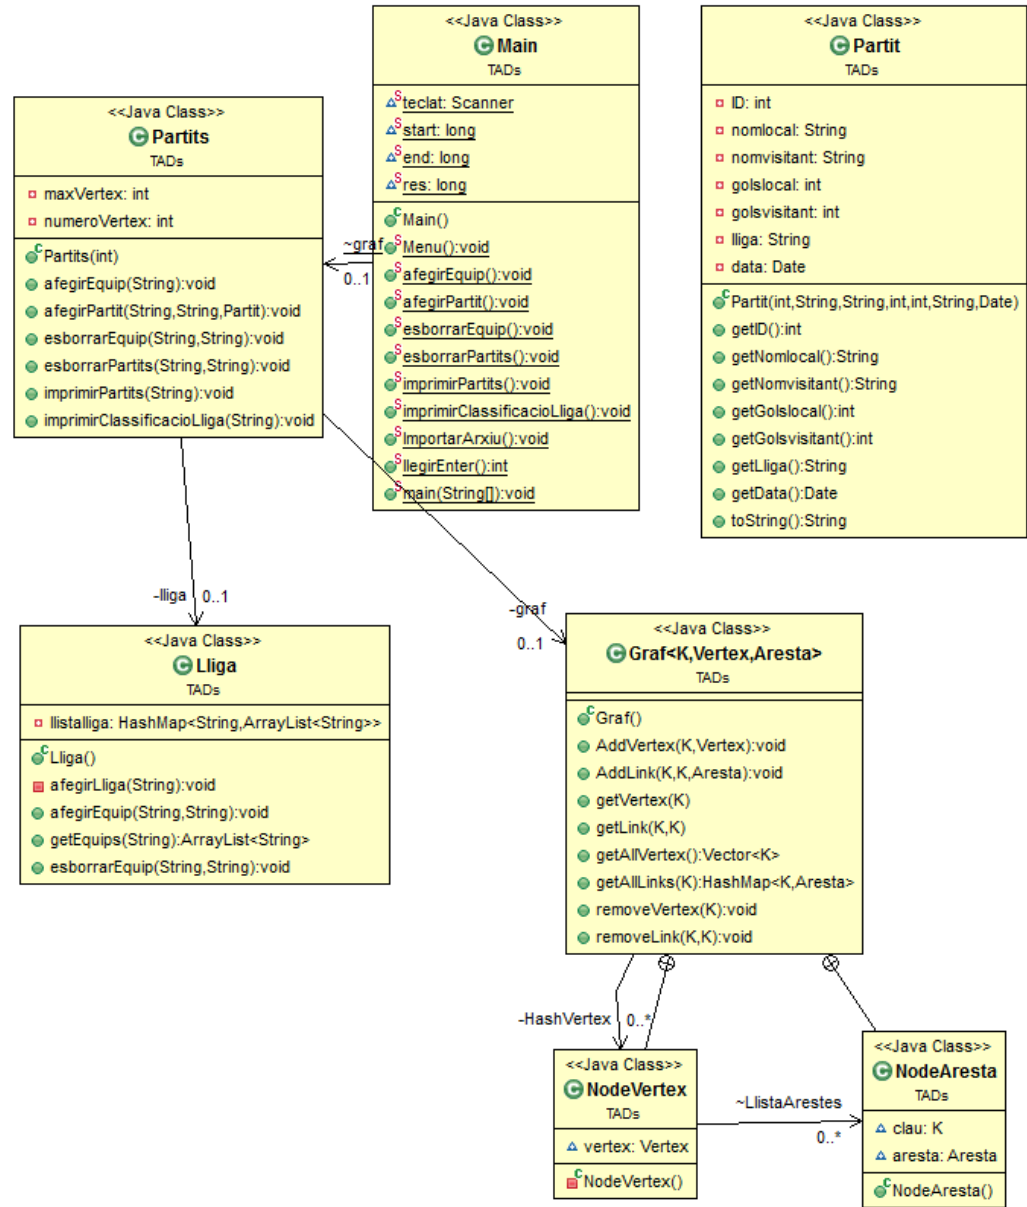 <<Java Class>>
Main
TADs
teclat: Scanner
start: long
end: long
res: long
Main()
Menu():void
afegirEquip():void
afegirPartit():void
esborrarEquip():void
esborrarPartits():void
imprimirPartits():void
imprimirClassificacioLliga():void
ImportarArxiu():void
llegirEnter():int
main(String[]):void
<<Java Class>>
Partit
TADs
ID: int
nomlocal: String
nomvisitant: String
golslocal: int
golsvisitant: int
lliga: String
data: Date
Partit(int,String,String,int,int,String,Date)
getID():int
getNomlocal():String
getNomvisitant():String
getGolslocal():int
getGolsvisitant():int
getLliga():String
getData():Date
toString():String
<<Java Class>>
Partits
TADs
maxVertex: int
numeroVertex: int
Partits(int)
afegirEquip(String):void
afegirPartit(String,String,Partit):void
esborrarEquip(String,String):void
esborrarPartits(String,String):void
imprimirPartits(String):void
imprimirClassificacioLliga(String):void
~graf
0..1
-lliga 0..1
-graf
0..1
<<Java Class>>
Lliga
TADs
llistalliga: HashMap<String,ArrayList<String>>
Lliga()
afegirLliga(String):void
afegirEquip(String,String):void
getEquips(String):ArrayList<String>
esborrarEquip(String,String):void
<<Java Class>>
Graf<K,Vertex,Aresta>
TADs
Graf()
AddVertex(K,Vertex):void
AddLink(K,K,Aresta):void
getVertex(K)
getLink(K,K)
getAllVertex():Vector<K>
getAllLinks(K):HashMap<K,Aresta>
removeVertex(K):void
removeLink(K,K):void
-HashVertex 0..*
<<Java Class>>
NodeVertex
TADs
vertex: Vertex
NodeVertex()
~LlistaArestes
0..*
<<Java Class>>
NodeAresta
TADs
clau: K
aresta: Aresta
NodeAresta()